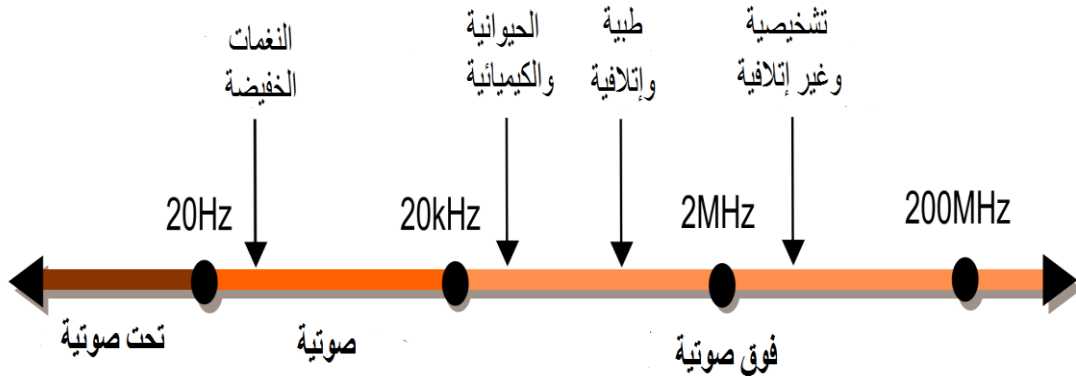 النغمات
الخفيضة
الحيوانية
والكيميائية
طبية
وإتلافية
تشخيصية
وغير إتلافية
20Hz
20kHz
2MHz
200MHz
تحت صوتية
صوتية
فوق صوتية